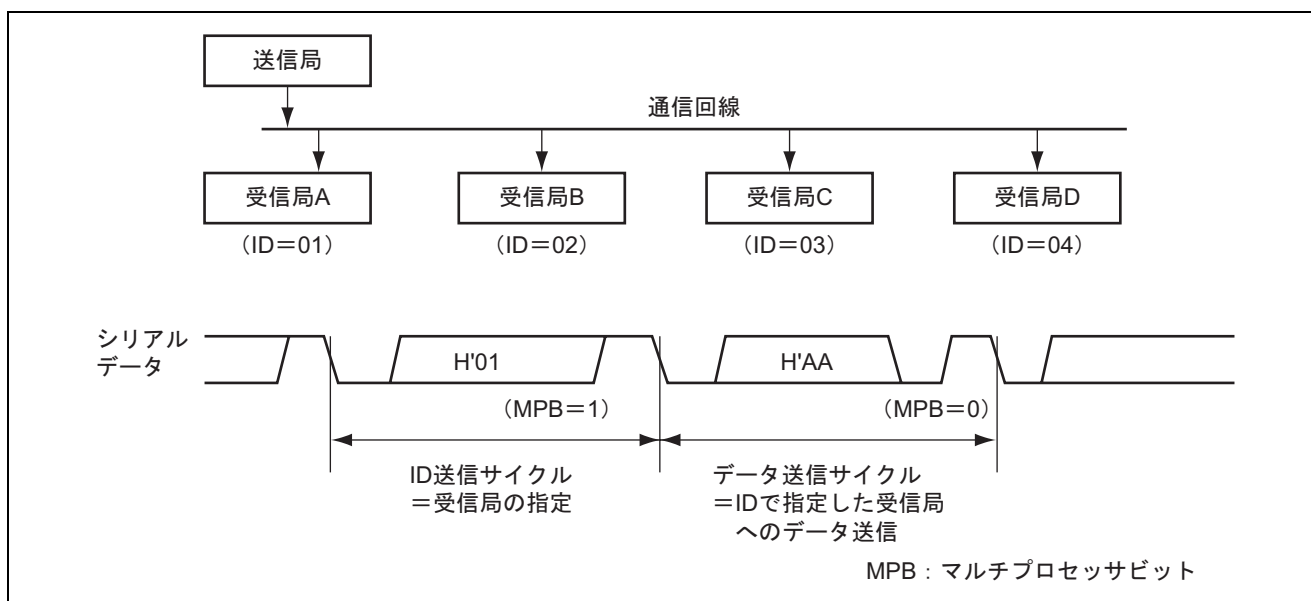 送信局
通信回線
受信局A 受信局B 受信局C 受信局D
（ID＝01） （ID＝02） （ID＝03） （ID＝04）
シリアル
データ
H'01 H'AA
（MPB＝1） （MPB＝0）
ID送信サイクル
＝受信局の指定
データ送信サイクル
＝IDで指定した受信局
へのデータ送信
MPB：マルチプロセッサビット